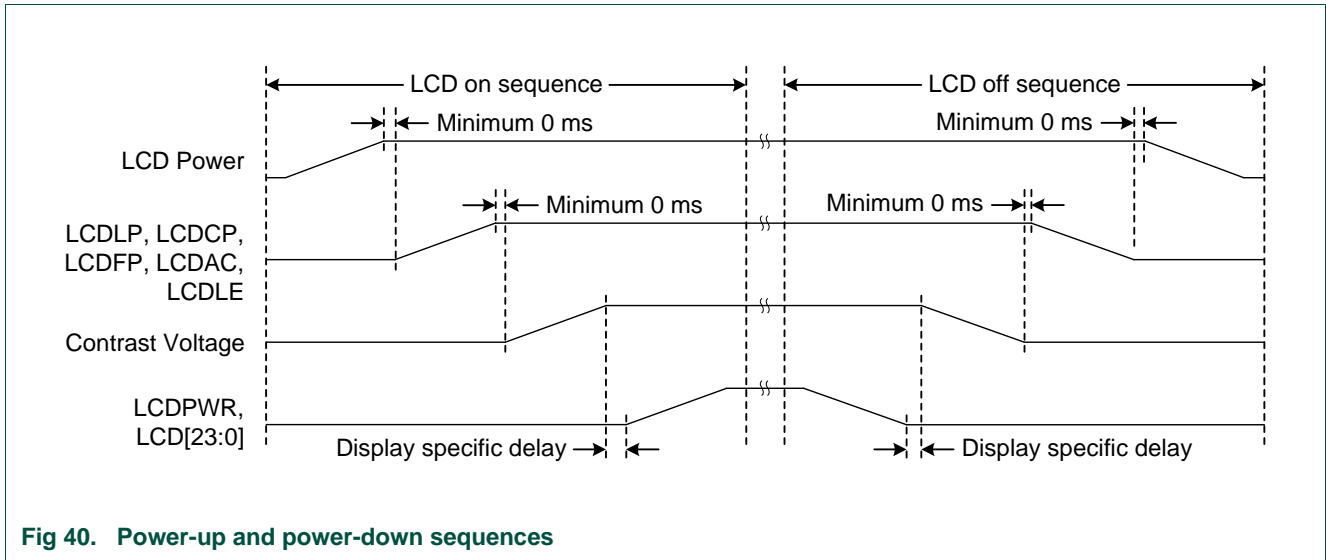 LCD on sequence
LCD off sequence
Minimum 0 ms
Minimum 0 ms
LCD Power
Minimum 0 ms
Minimum 0 ms
LCDLP, LCDCP,
LCDFP, LCDAC,
LCDLE
Contrast Voltage
LCDPWR,
LCD[23:0]
Display specific delay
Display specific delay
Fig 40. Power-up and power-down sequences